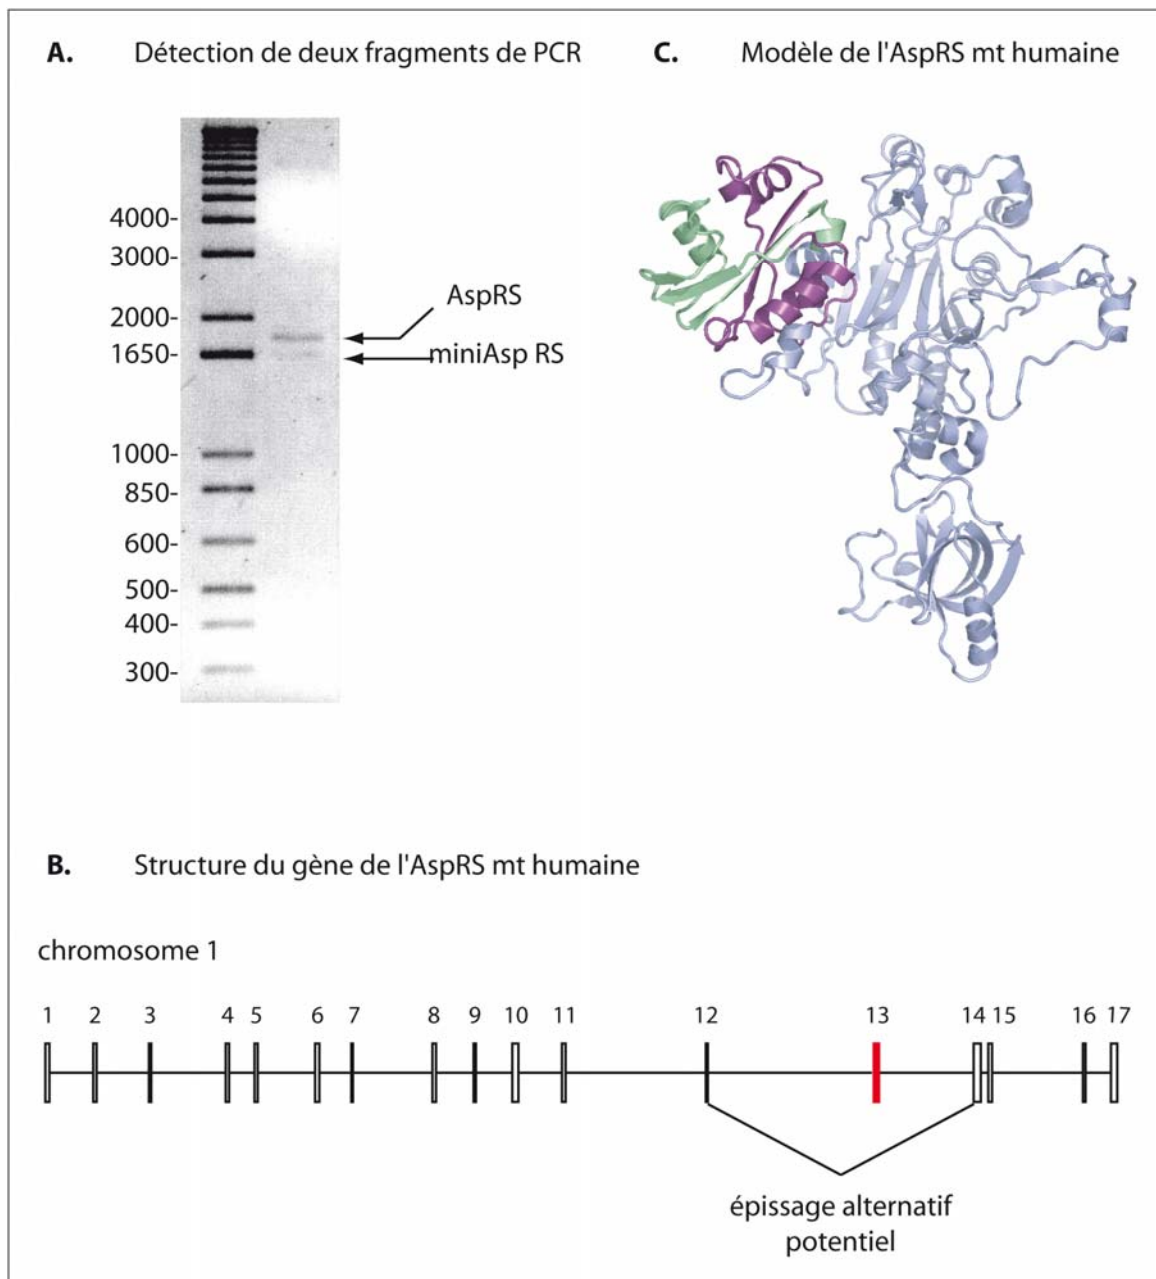 A. Détection de deux fragments de PCR
C. Modèle de l'AspRS mt humaine
4000-
3000-
2000-
1650-
1000-
850-
600-
500-
400-
300-
AspRS
miniAsp RS
B. Structure du gène de l'AspRS mt humaine
chromosome 1
1 2 3 4 5 6 7 8 9 10 11 12 13 14 15 16 17
épissage alternatif
potentiel